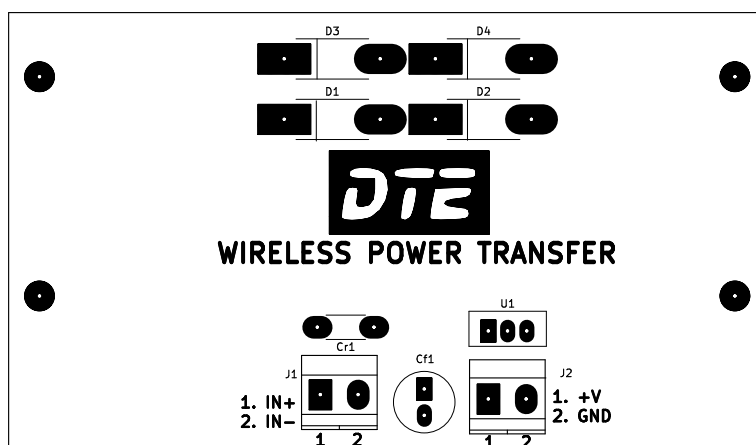 D3 D4
D1 D2
DTE
WIRELESS POWER TRANSFER
U1
Cr1
Cf1
J1
J2
1. IN+
2. IN-
1. +V
2. GND
1 2
1 2